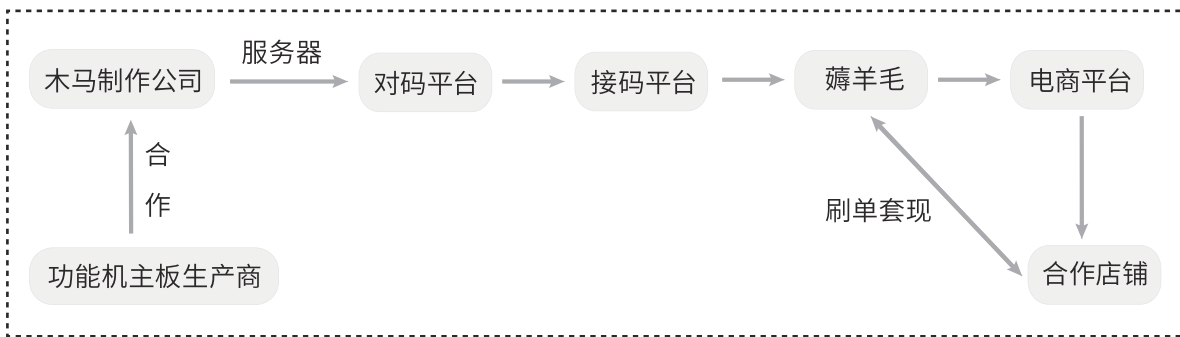 服务器
木马制作公司
对码平台
接码平台
薅羊毛
电商平台
合
作
刷单套现
功能机主板生产商
合作店铺